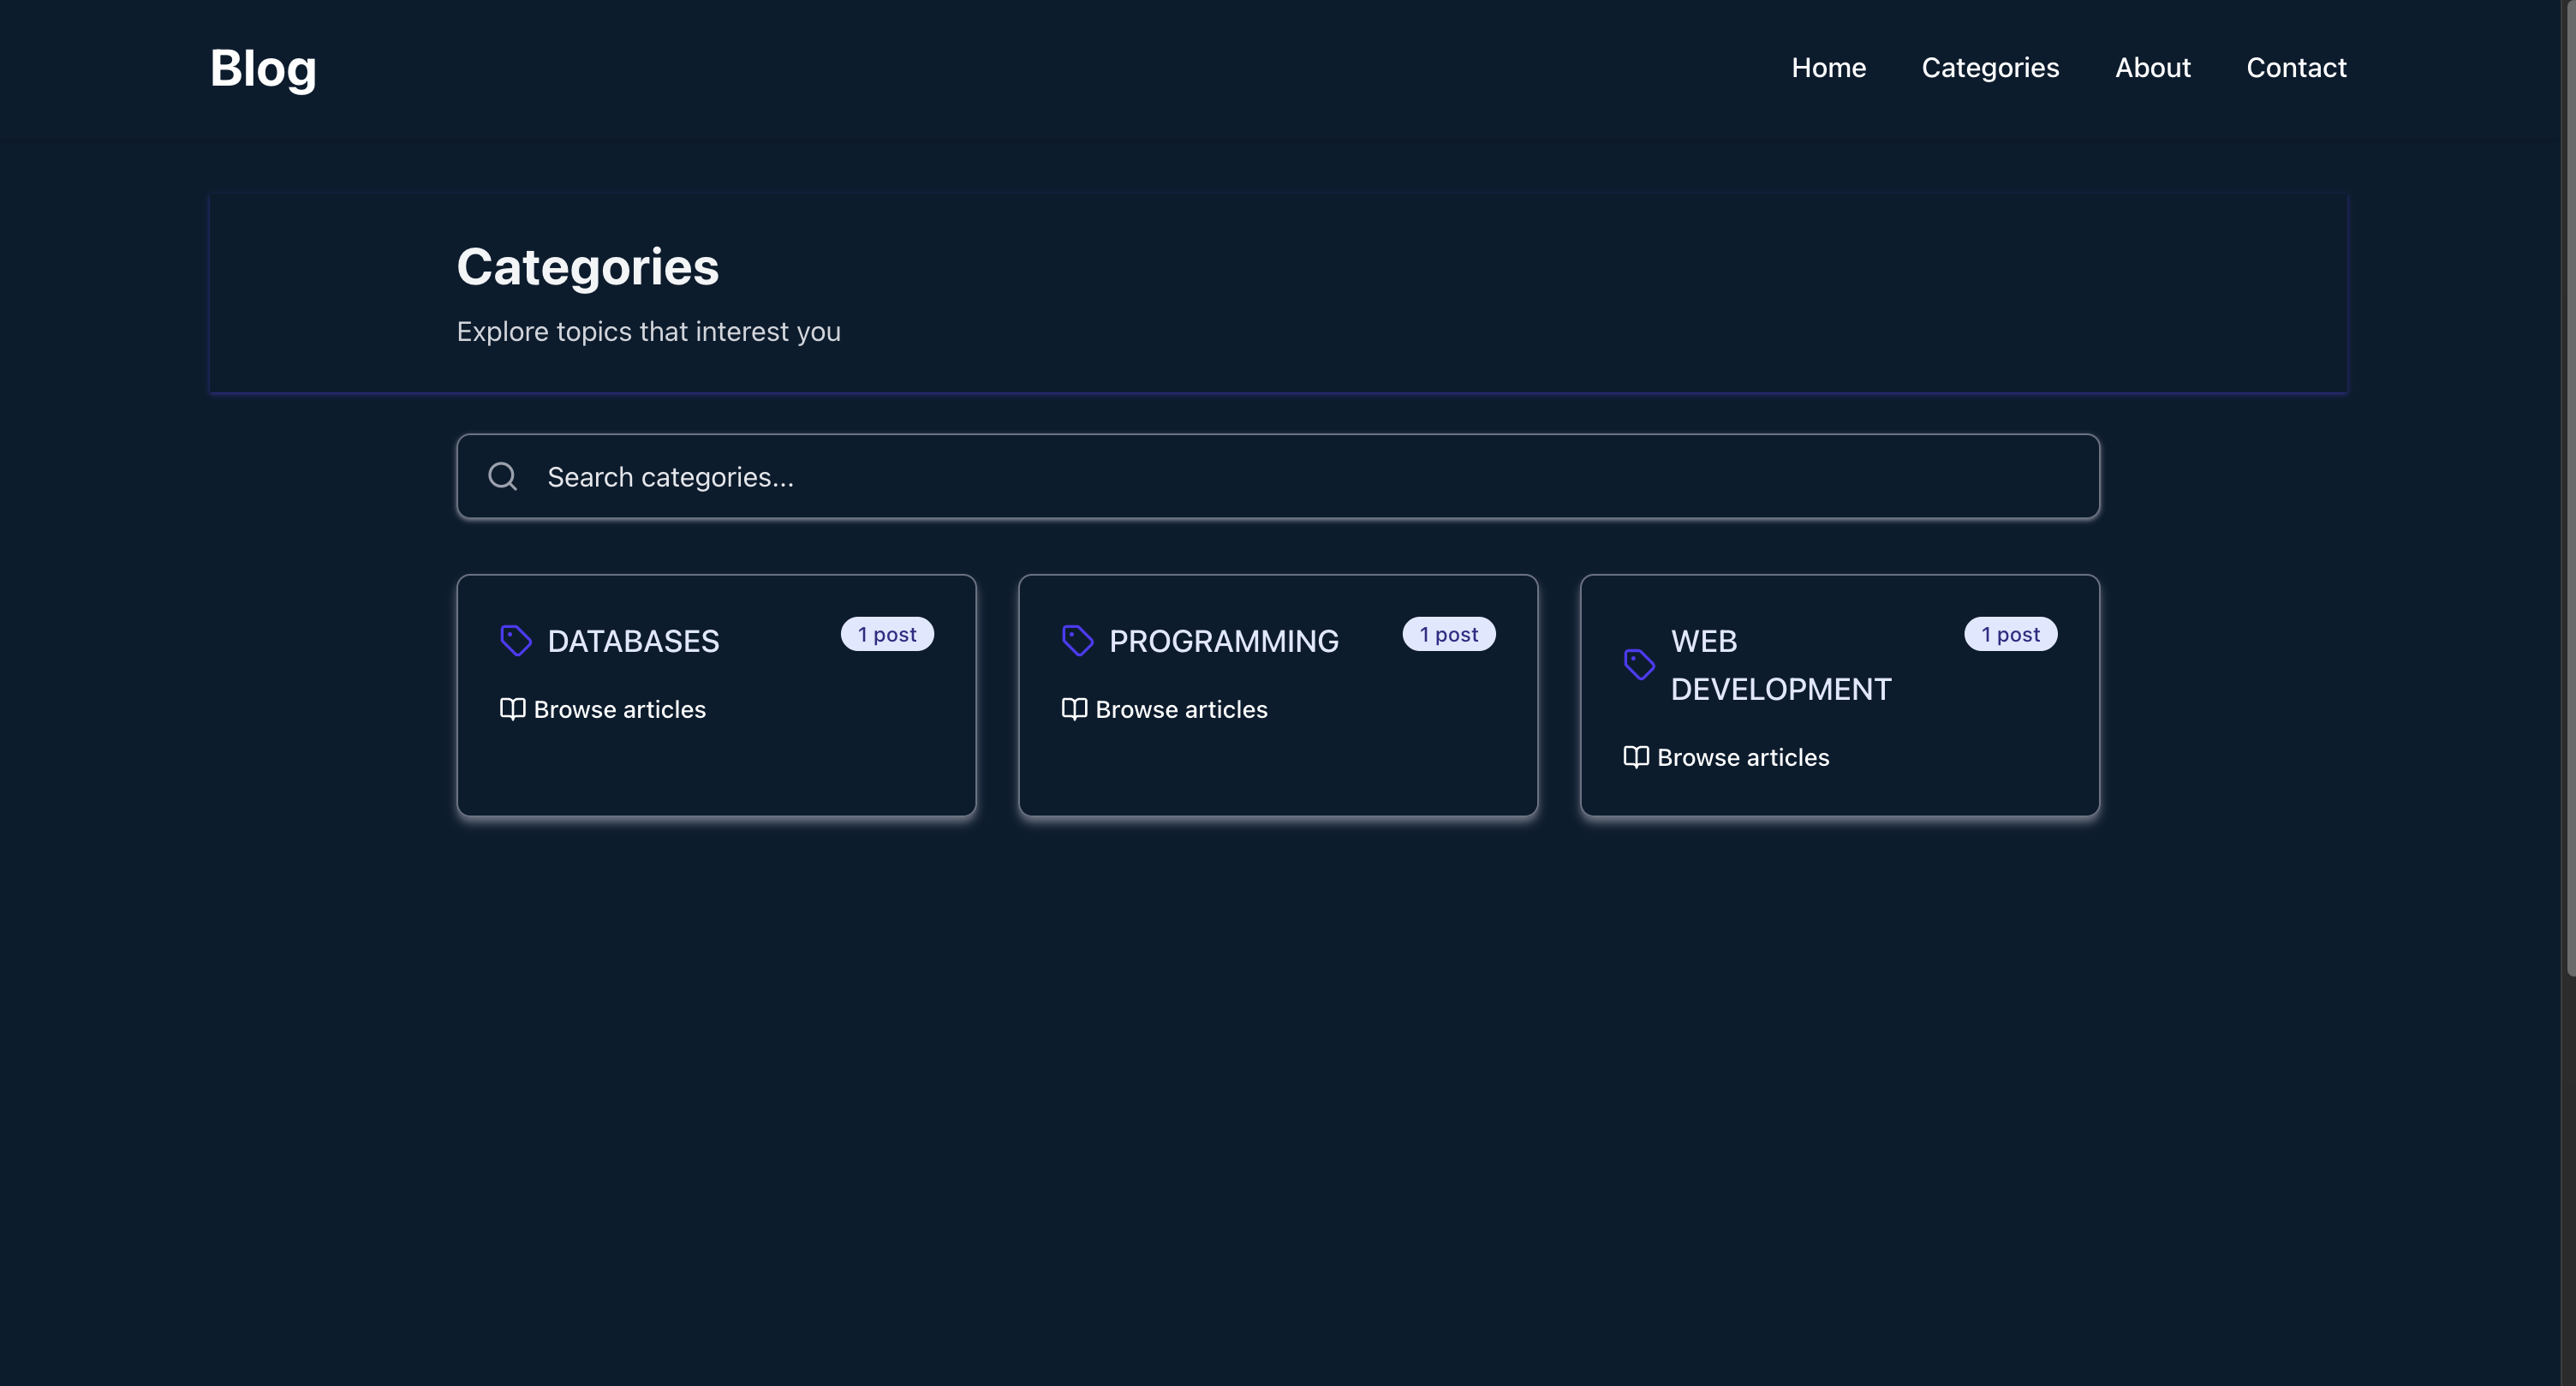 Blog
Home Categories About Contact
Categories
Explore topics that interest you
Search categories...
DATABASES
1 post
Browse articles
PROGRAMMING
1 post
Browse articles
WEB
DEVELOPMENT
1 post
Browse articles